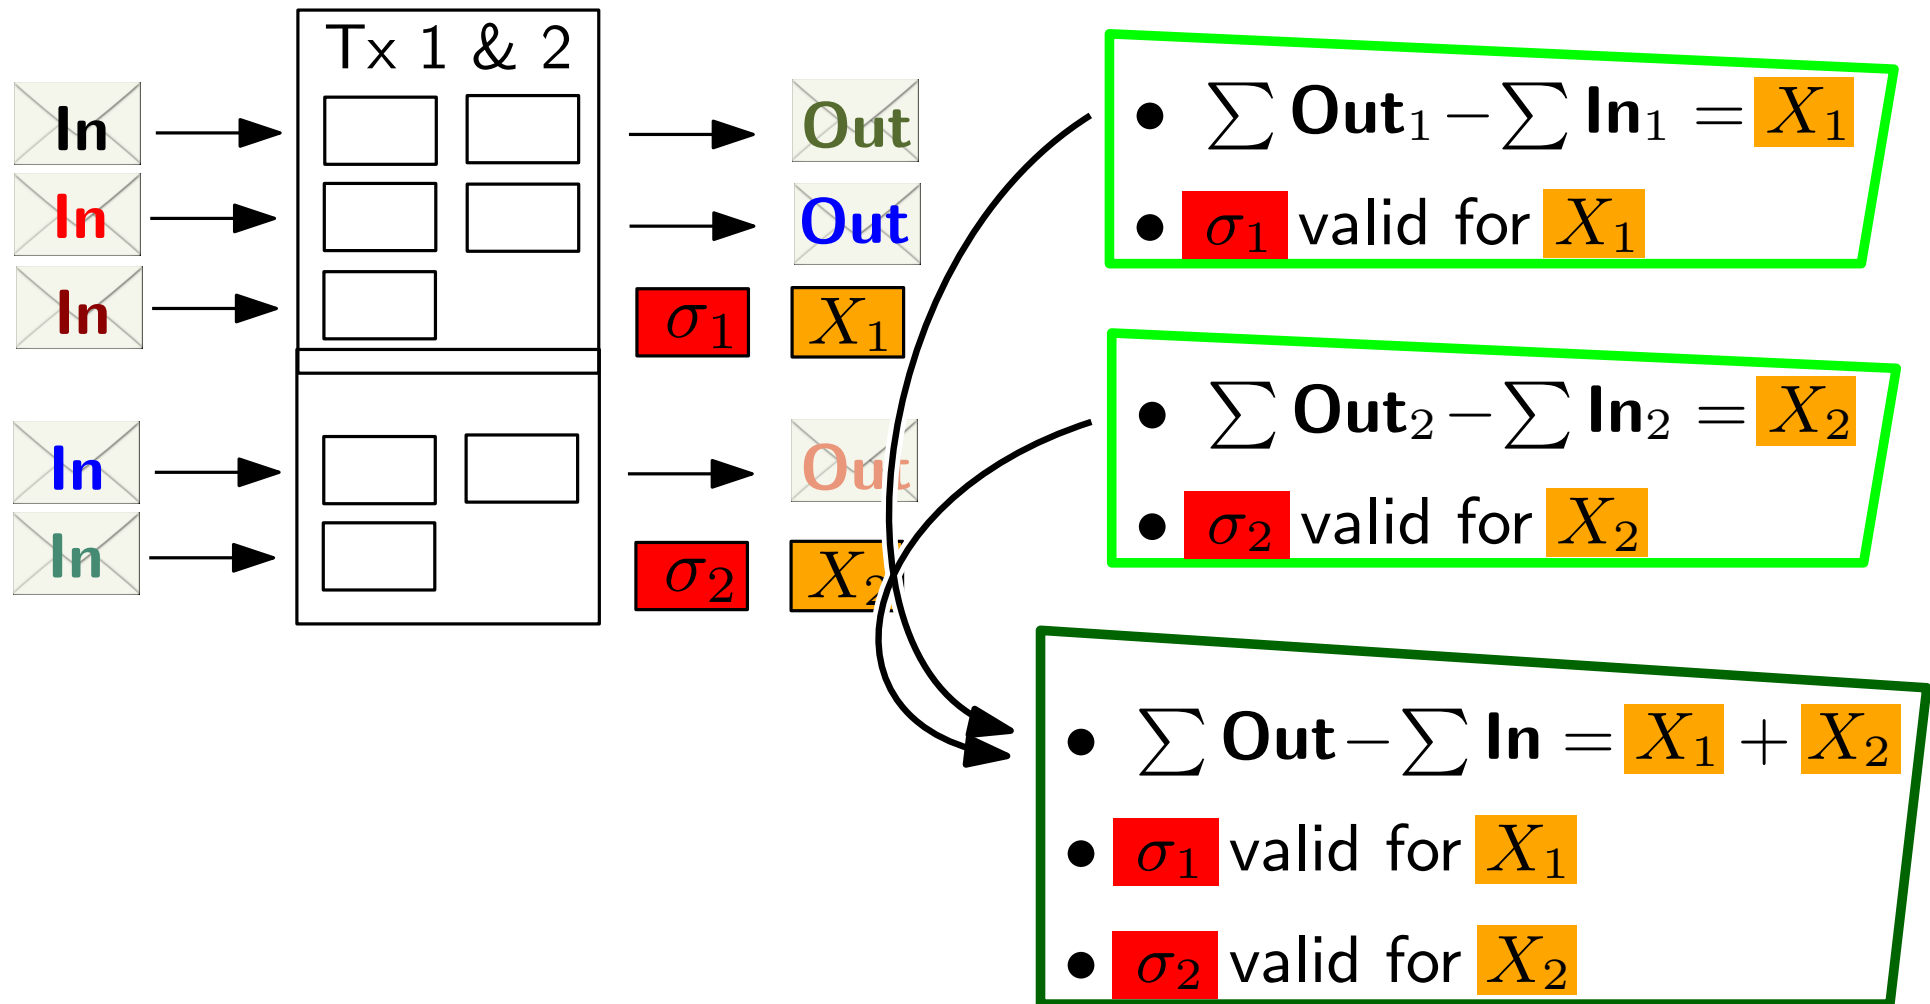 Tx 1 & 2
In
In
In
Out
Out
σ₁ X₁
In
In
Out
σ₂ X₂
• ∑ Out₁ − ∑ In₁ = X₁
• σ₁ valid for X₁
• ∑ Out₂ − ∑ In₂ = X₂
• σ₂ valid for X₂
• ∑ Out − ∑ In = X₁ + X₂
• σ₁ valid for X₁
• σ₂ valid for X₂